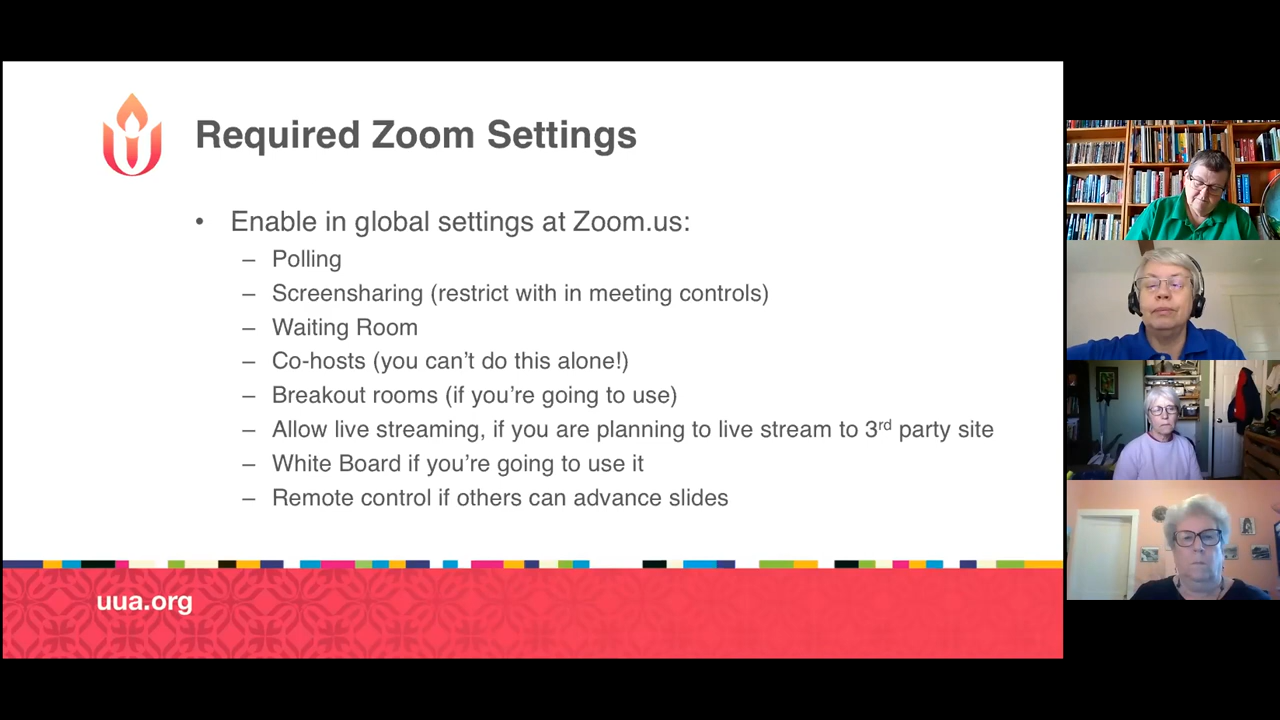 Required Zoom Settings
• Enable in global settings at Zoom.us:
– Polling
– Screensharing (restrict with in meeting controls)
– Waiting Room
– Co-hosts (you can’t do this alone!)
– Breakout rooms (if you’re going to use)
– Allow live streaming, if you are planning to live stream to 3rd party site
– White Board if you’re going to use it
– Remote control if others can advance slides
uua.org